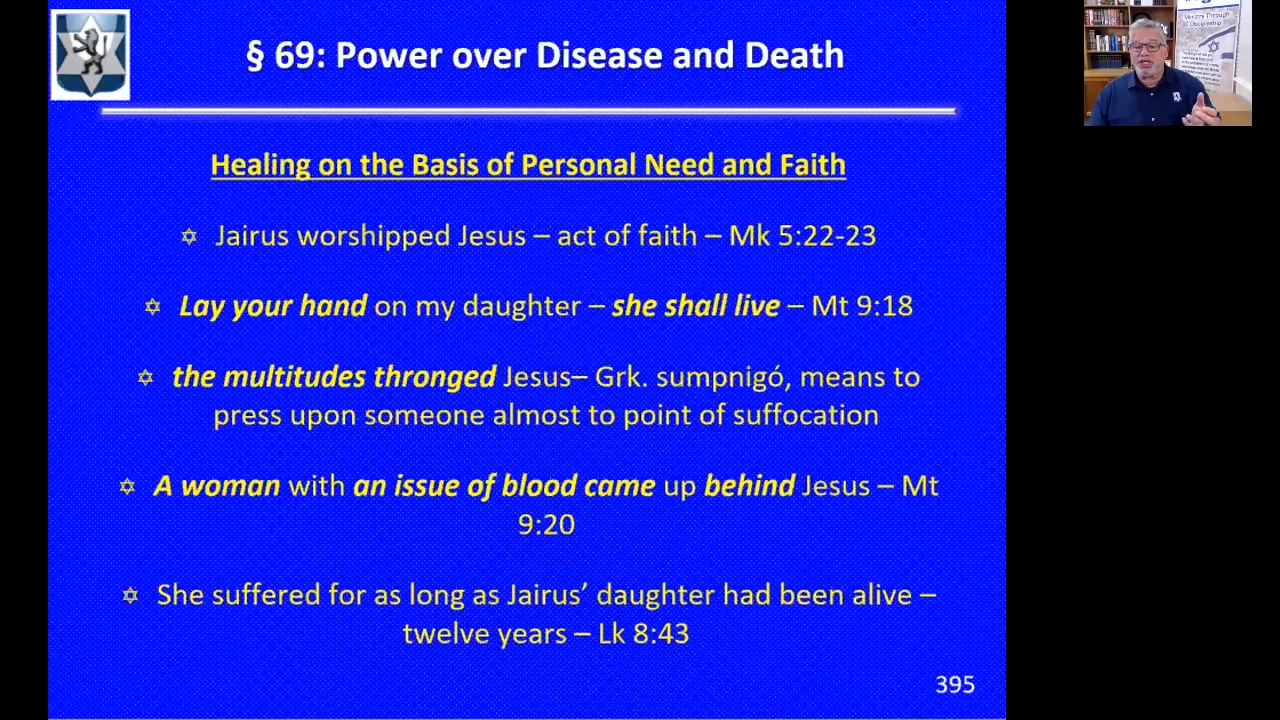 § 69: Power over Disease and Death
Healing on the Basis of Personal Need and Faith
✡ Jairus worshipped Jesus – act of faith – Mk 5:22-23
✡ Lay your hand on my daughter – she shall live – Mt 9:18
✡ the multitudes thronged Jesus– Grk. sumpnigó, means to
press upon someone almost to point of suffocation
✡ A woman with an issue of blood came up behind Jesus – Mt
9:20
✡ She suffered for as long as Jairus’ daughter had been alive –
twelve years – Lk 8:43
395
Ministry Through
Discipleship